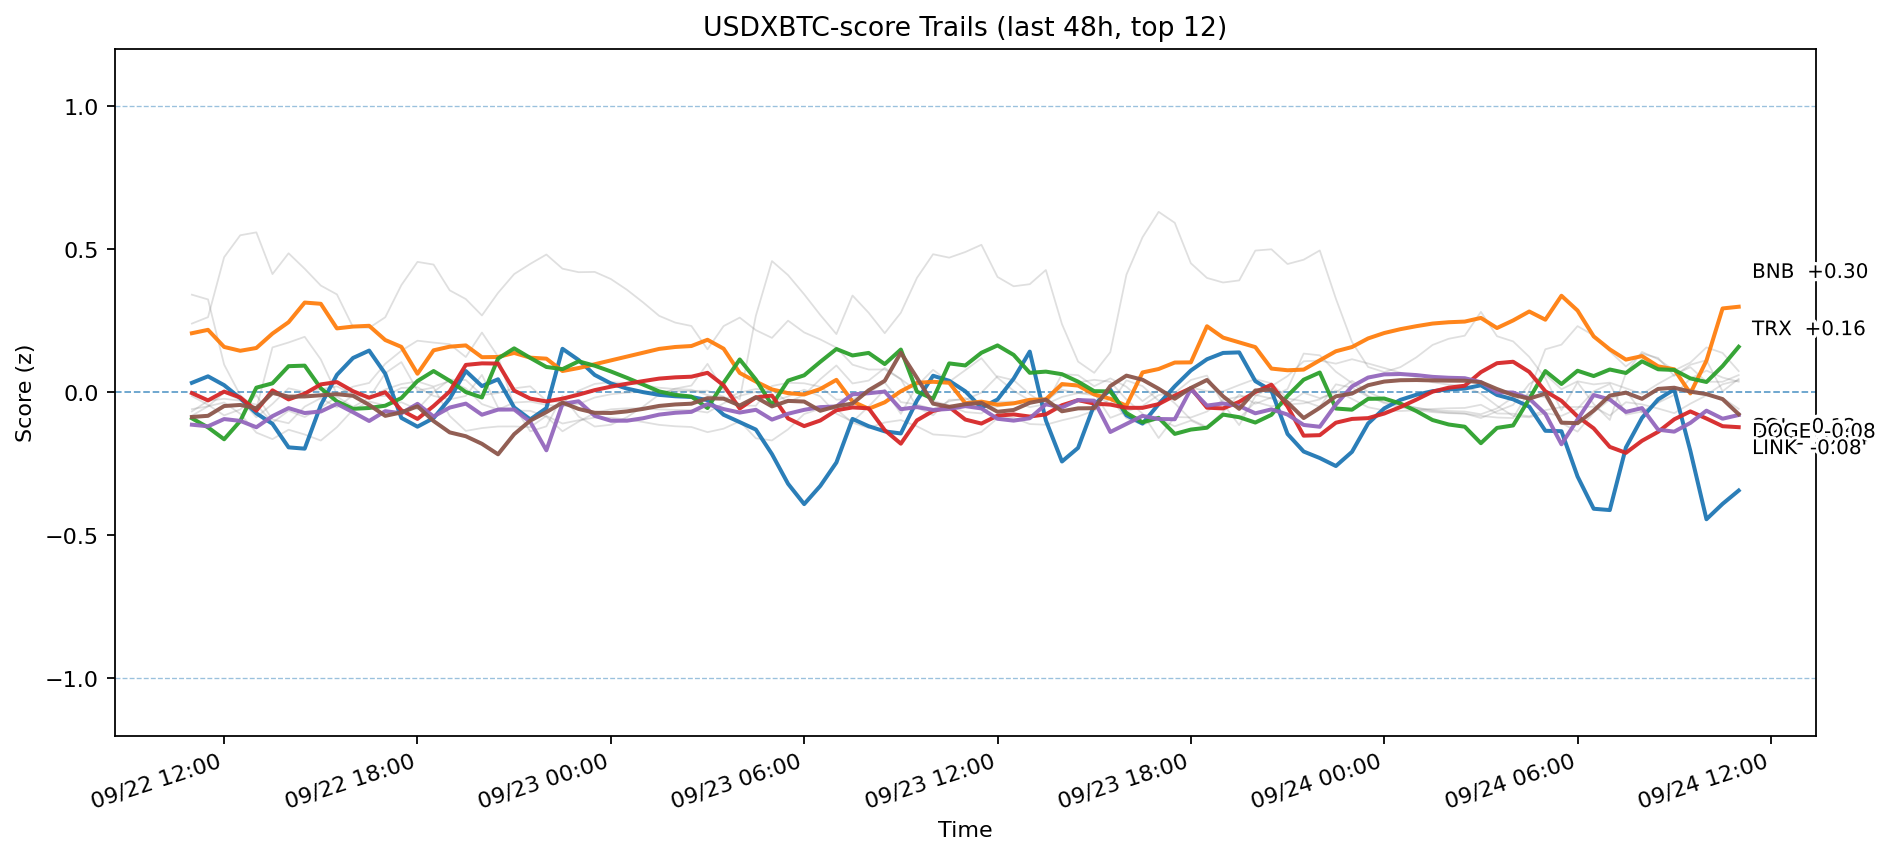 USDXBTC-score Trails (last 48h, top 12)
Score (z)
1.0
0.5
0.0
−0.5
−1.0
BNB +0.30
TRX +0.16
DOGE -0.08
LINK -0.08
09/22 12:00
09/22 18:00
09/23 00:00
09/23 06:00
09/23 12:00
09/23 18:00
09/24 00:00
09/24 06:00
09/24 12:00
Time